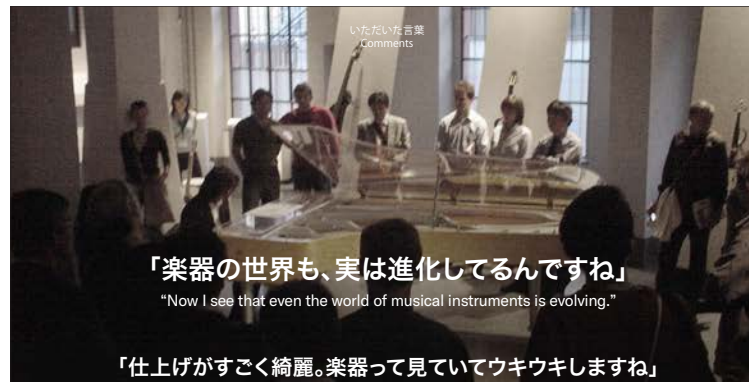 いただいた言葉
Comments
「楽器の世界も、実は進化してるんですね」
“Now I see that even the world of musical instruments is evolving.”
「仕上げがすごく綺麗。楽器って見ていてウキウキしますね」